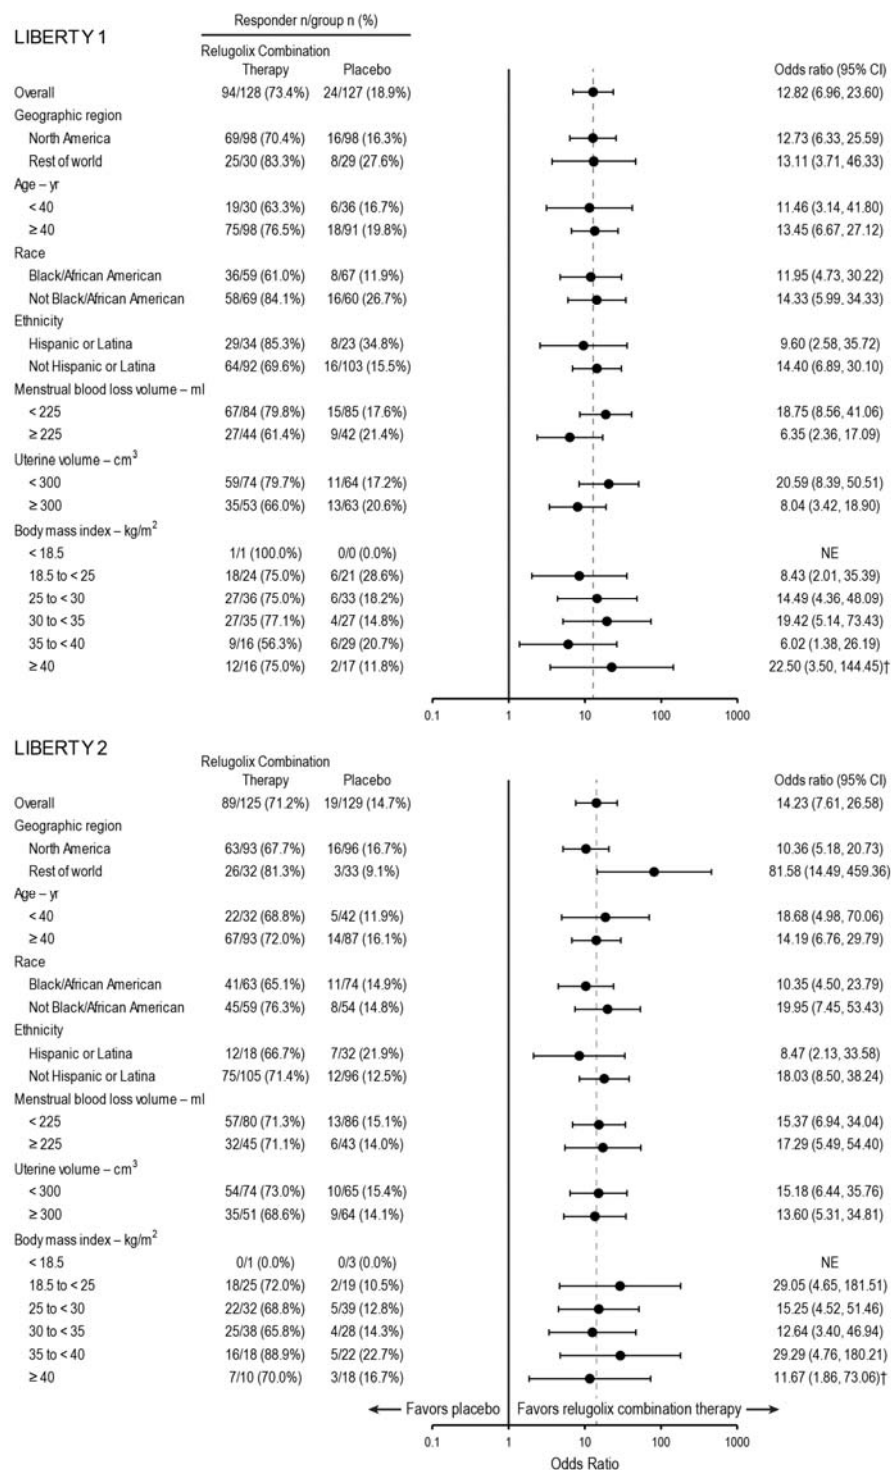 LIBERTY 1
Responder n/group n (%)
Relugolix Combination
Therapy Placebo Odds ratio (95% CI)
Overall 94/128 (73.4%) 24/127 (18.9%) 12.82 (6.96, 23.60)
Geographic region
North America 69/98 (70.4%) 16/98 (16.3%) 12.73 (6.33, 25.59)
Rest of world 25/30 (83.3%) 8/29 (27.6%) 13.11 (3.71, 46.33)
Age – yr
< 40 19/30 (63.3%) 6/36 (16.7%) 11.46 (3.14, 41.80)
≥ 40 75/98 (76.5%) 18/91 (19.8%) 13.45 (6.67, 27.12)
Race
Black/African American 36/59 (61.0%) 8/67 (11.9%) 11.95 (4.73, 30.22)
Not Black/African American 58/69 (84.1%) 16/60 (26.7%) 14.33 (5.99, 34.33)
Ethnicity
Hispanic or Latina 29/34 (85.3%) 8/23 (34.8%) 9.60 (2.58, 35.72)
Not Hispanic or Latina 64/92 (69.6%) 16/103 (15.5%) 14.40 (6.89, 30.10)
Menstrual blood loss volume – ml
< 225 67/84 (79.8%) 15/85 (17.6%) 18.75 (8.56, 41.06)
≥ 225 27/44 (61.4%) 9/42 (21.4%) 6.35 (2.36, 17.09)
Uterine volume – cm³
< 300 59/74 (79.7%) 11/64 (17.2%) 20.59 (8.39, 50.51)
≥ 300 35/53 (66.0%) 13/63 (20.6%) 8.04 (3.42, 18.90)
Body mass index – kg/m²
< 18.5 1/1 (100.0%) 0/0 (0.0%) NE
18.5 to < 25 18/24 (75.0%) 6/21 (28.6%) 8.43 (2.01, 35.39)
25 to < 30 27/36 (75.0%) 6/33 (18.2%) 14.49 (4.36, 48.09)
30 to < 35 27/35 (77.1%) 4/27 (14.8%) 19.42 (5.14, 73.43)
35 to < 40 9/16 (56.3%) 6/29 (20.7%) 6.02 (1.38, 26.19)
≥ 40 12/16 (75.0%) 2/17 (11.8%) 22.50 (3.50, 144.45)†
0.1 1 10 100 1000
LIBERTY 2
Relugolix Combination
Therapy Placebo Odds ratio (95% CI)
Overall 89/125 (71.2%) 19/129 (14.7%) 14.23 (7.61, 26.58)
Geographic region
North America 63/93 (67.7%) 16/96 (16.7%) 10.36 (5.18, 20.73)
Rest of world 26/32 (81.3%) 3/33 (9.1%) 81.58 (14.49, 459.36)
Age – yr
< 40 22/32 (68.8%) 5/42 (11.9%) 18.68 (4.98, 70.06)
≥ 40 67/93 (72.0%) 14/87 (16.1%) 14.19 (6.76, 29.79)
Race
Black/African American 41/63 (65.1%) 11/74 (14.9%) 10.35 (4.50, 23.79)
Not Black/African American 45/59 (76.3%) 8/54 (14.8%) 19.95 (7.45, 53.43)
Ethnicity
Hispanic or Latina 12/18 (66.7%) 7/32 (21.9%) 8.47 (2.13, 33.58)
Not Hispanic or Latina 75/105 (71.4%) 12/96 (12.5%) 18.03 (8.50, 38.24)
Menstrual blood loss volume – ml
< 225 57/80 (71.3%) 13/86 (15.1%) 15.37 (6.94, 34.04)
≥ 225 32/45 (71.1%) 6/43 (14.0%) 17.29 (5.49, 54.40)
Uterine volume – cm³
< 300 54/74 (73.0%) 10/65 (15.4%) 15.18 (6.44, 35.76)
≥ 300 35/51 (68.6%) 9/64 (14.1%) 13.60 (5.31, 34.81)
Body mass index – kg/m²
< 18.5 0/1 (0.0%) 0/3 (0.0%) NE
18.5 to < 25 18/25 (72.0%) 2/19 (10.5%) 29.05 (4.65, 181.51)
25 to < 30 22/32 (68.8%) 5/39 (12.8%) 15.25 (4.52, 51.46)
30 to < 35 25/38 (65.8%) 4/28 (14.3%) 12.64 (3.40, 46.94)
35 to < 40 16/18 (88.9%) 5/22 (22.7%) 29.29 (4.76, 180.21)
≥ 40 7/10 (70.0%) 3/18 (16.7%) 11.67 (1.86, 73.06)†
Favors placebo Favors relugolix combination therapy
0.1 1 10 100 1000
Odds Ratio